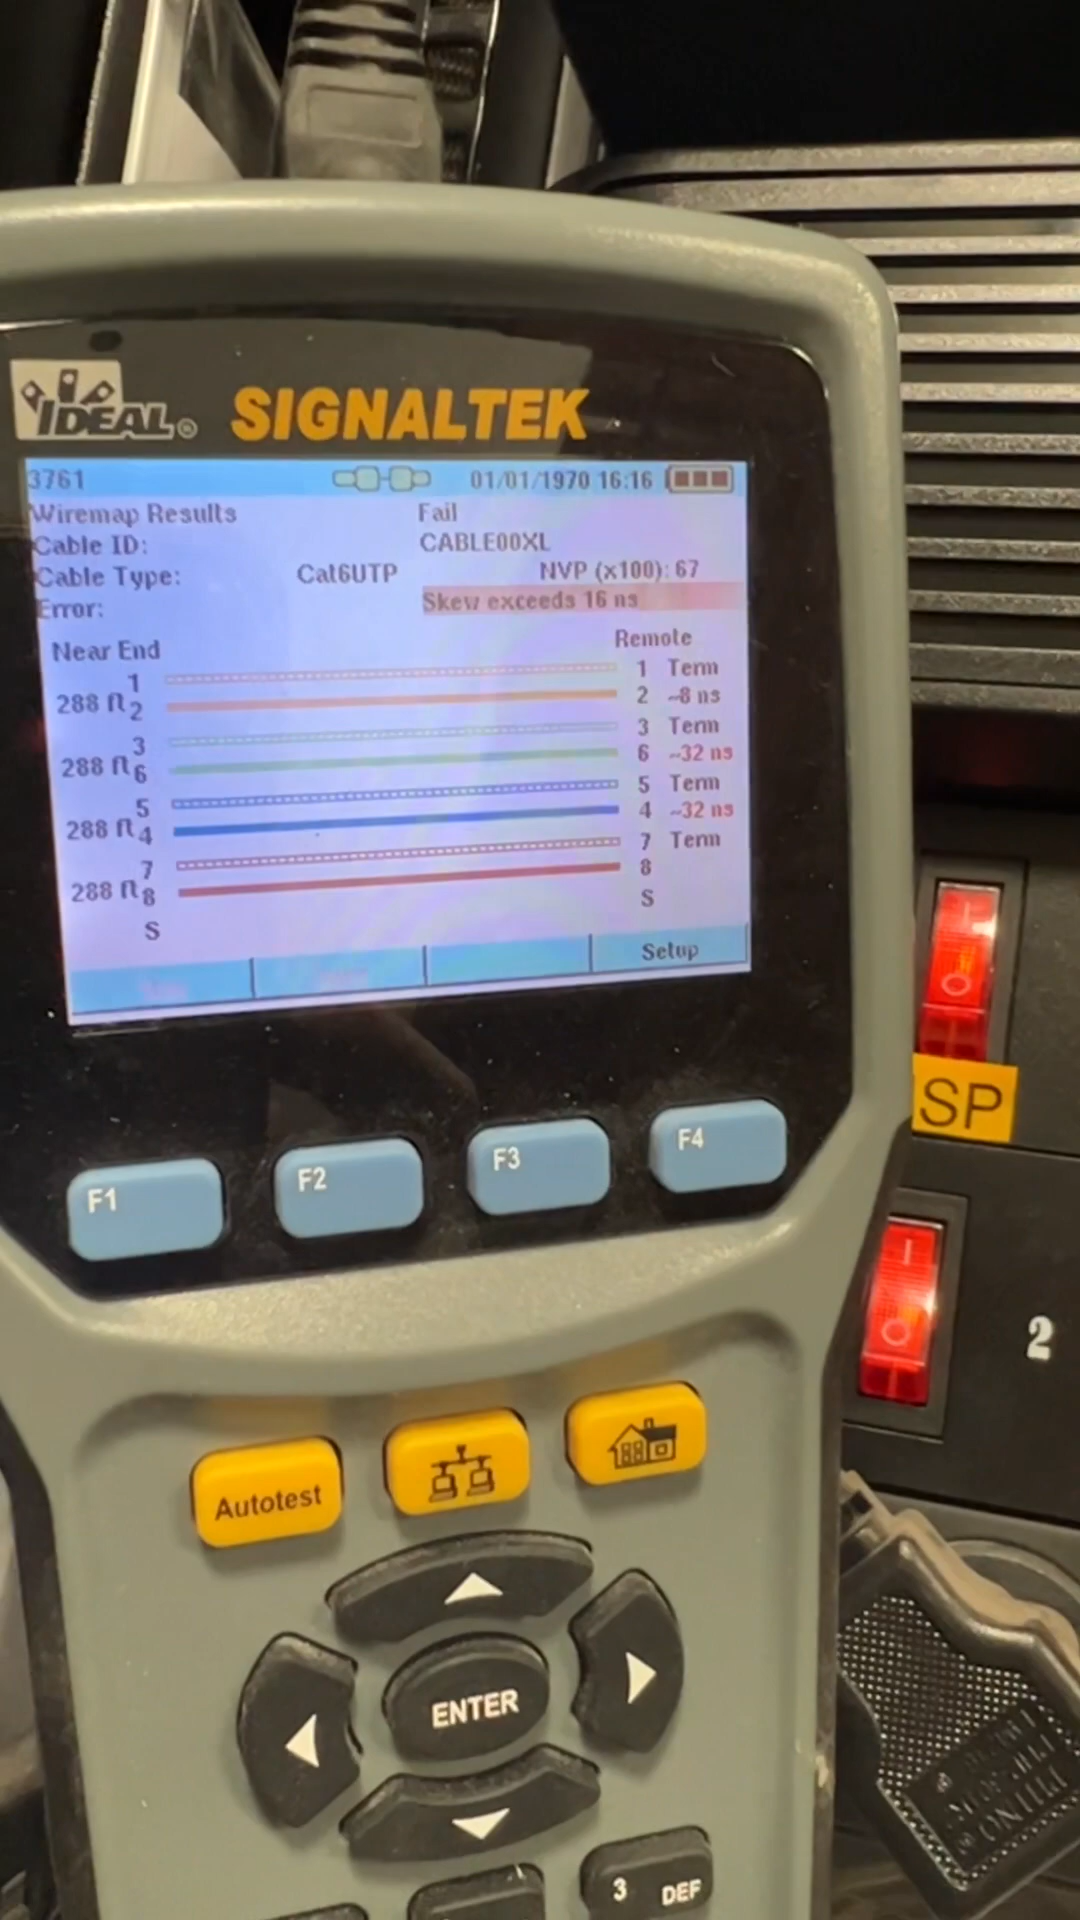 IDEAL® SIGNALTEK
3761 01/01/1970 16:16
Wiremap Results Fail
Cable ID: CABLE00XL
Cable Type: Cat6UTP NVP (x100): 67
Error: Skew exceeds 16 ns
Near End Remote
1 1 Term
288 ft 2 2 ~8 ns
3 3 Term
288 ft 6 6 ~32 ns
5 5 Term
288 ft 4 4 ~32 ns
7 7 Term
288 ft 8 8
S S
Setup
SP
F1 F2 F3 F4
2
Autotest
ENTER
3 DEF